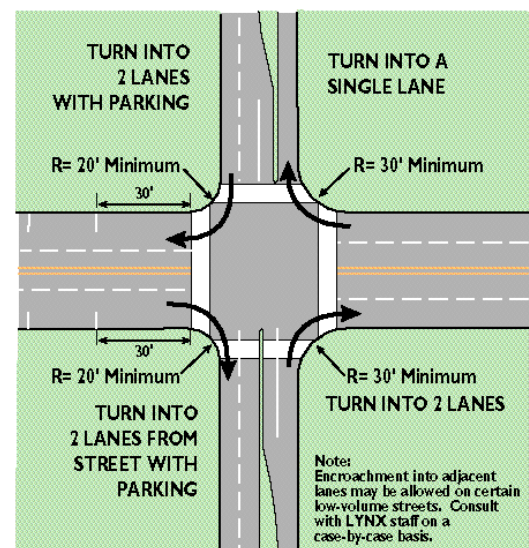 TURN INTO
2 LANES
WITH PARKING
TURN INTO A
SINGLE LANE
R= 20' Minimum
R= 30' Minimum
30'
30'
R= 20' Minimum
R= 30' Minimum
TURN INTO 2 LANES
TURN INTO
2 LANES FROM
STREET WITH
PARKING
Note:
Encroachment into adjacent
lanes may be allowed on certain
low-volume streets. Consult
with LYNX staff on a
case-by-case basis.